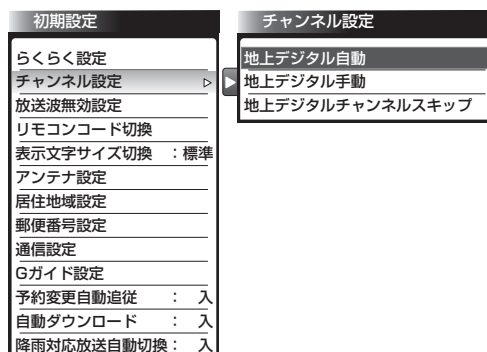 初期設定
らくらく設定
チャンネル設定
放送波無効設定
リモコンコード切換
表示文字サイズ切換 :標準
アンテナ設定
居住地域設定
郵便番号設定
通信設定
Gガイド設定
予約変更自動追従 : 入
自動ダウンロード : 入
降雨対応放送自動切換: 入
チャンネル設定
地上デジタル自動
地上デジタル手動
地上デジタルチャンネルスキップ